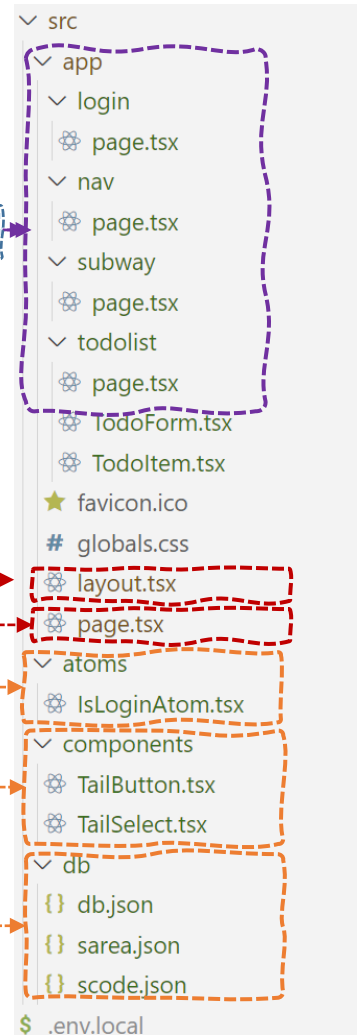 src
app
login
page.tsx
nav
page.tsx
subway
page.tsx
todolist
page.tsx
TodoForm.tsx
TodoItem.tsx
favicon.ico
# globals.css
layout.tsx
page.tsx
atoms
IsLoginAtom.tsx
components
TailButton.tsx
TailSelect.tsx
db
{} db.json
{} sarea.json
{} scode.json
$ .env.local